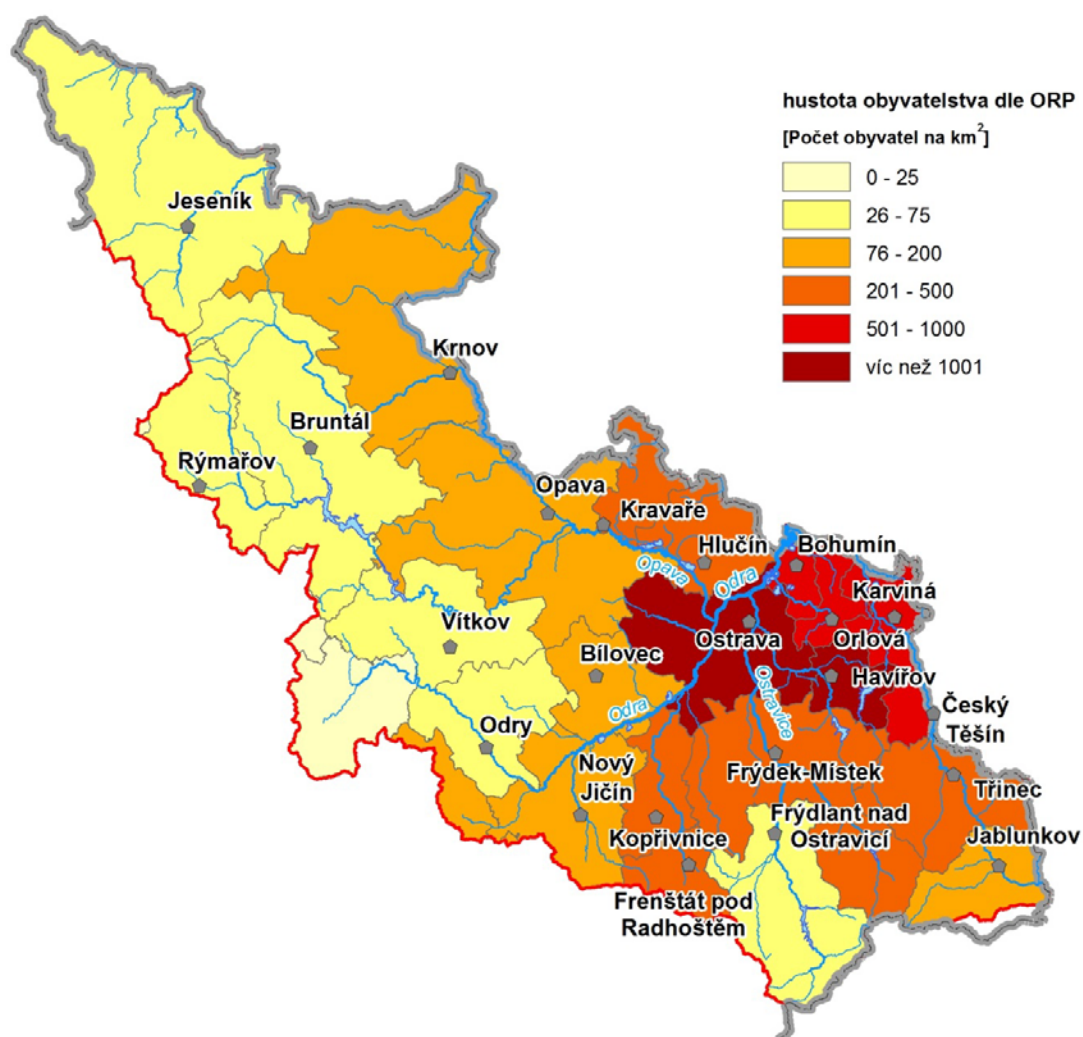 hustota obyvatelstva dle ORP
[Počet obyvatel na km²]
0 - 25
26 - 75
76 - 200
201 - 500
501 - 1000
víc než 1001
Jeseník
Krnov
Bruntál
Rýmařov
Opava
Kravaře
Hlučín
Bohumín
Opava
Odra
Karviná
Vítkov
Ostrava
Orlová
Bílovec
Ostravice
Havířov
Odra
Český
Těšín
Odry
Nový
Jičín
Frýdek-Místek
Třinec
Kopřivnice
Frýdlant nad
Ostravicí
Jablunkov
Frenštát pod
Radhoštěm